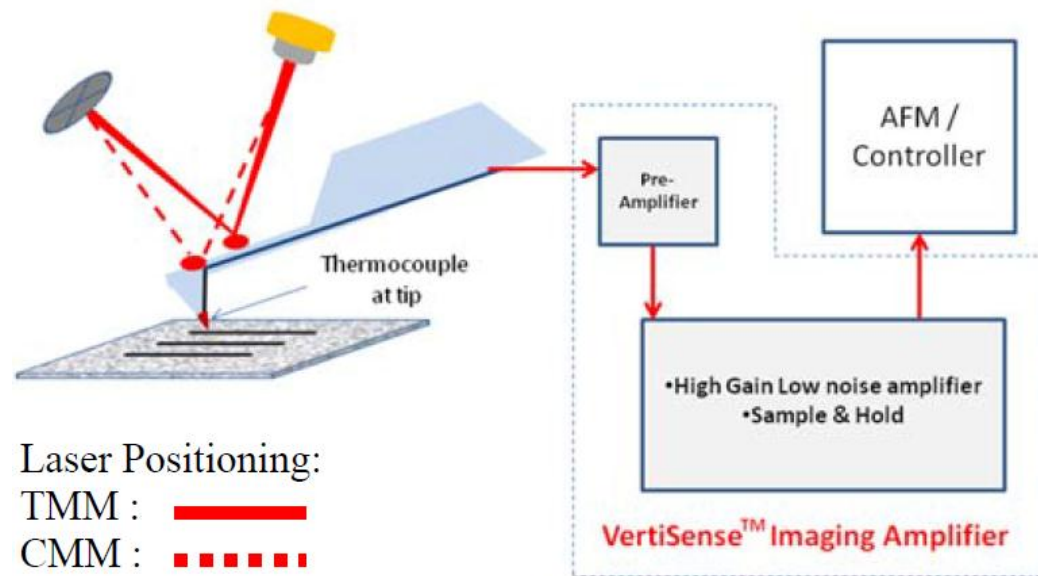 AFM /
Controller
Pre-
Amplifier
Thermocouple
at tip
•High Gain Low noise amplifier
•Sample & Hold
VertiSense™ Imaging Amplifier
Laser Positioning:
TMM :
CMM :